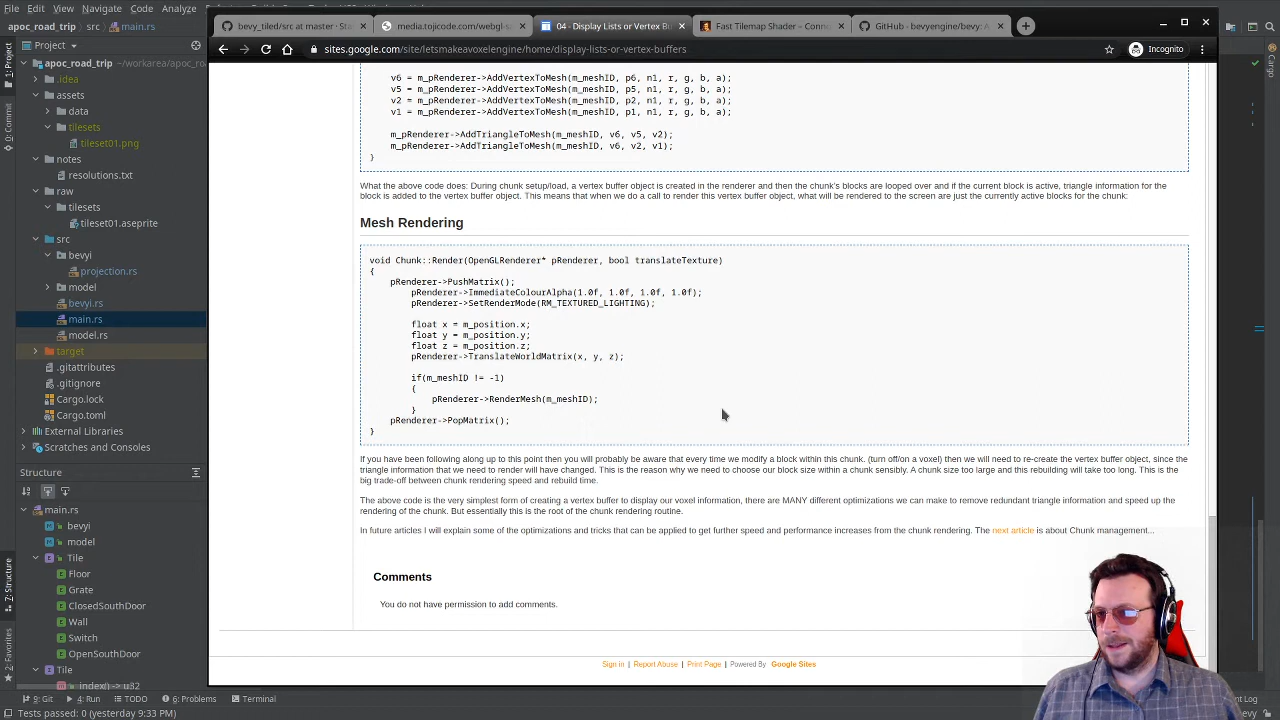 File Edit View Navigate Code Analyze
bevy_tiled/src at master · St
media.tojicode.com/webgl-s
04 - Display Lists or Vertex Bu
Fast Tilemap Shader – Conne
GitHub - bevyengine/bevy: A
apoc_road_trip
src
main.rs
sites.google.com/site/letsmakeavoxelengine/home/display-lists-or-vertex-buffers
Incognito
1: Project
0: Commit
7: Structure
2: Favorites
Cargo
bevy
Project
apoc_road_trip ~/workarea/apoc_ro
.idea
assets
data
tilesets
tileset01.png
notes
resolutions.txt
raw
tilesets
tileset01.aseprite
src
bevyi
projection.rs
model
bevyi.rs
main.rs
model.rs
target
.gitattributes
.gitignore
Cargo.lock
Cargo.toml
External Libraries
Scratches and Consoles
Structure
main.rs
bevyi
model
Tile
Floor
Grate
ClosedSouthDoor
Wall
Switch
OpenSouthDoor
Tile
index() -> u32
v6 = m_pRenderer->AddVertexToMesh(m_meshID, p6, n1, r, g, b, a);
v5 = m_pRenderer->AddVertexToMesh(m_meshID, p5, n1, r, g, b, a);
v2 = m_pRenderer->AddVertexToMesh(m_meshID, p2, n1, r, g, b, a);
v1 = m_pRenderer->AddVertexToMesh(m_meshID, p1, n1, r, g, b, a);
m_pRenderer->AddTriangleToMesh(m_meshID, v6, v5, v2);
m_pRenderer->AddTriangleToMesh(m_meshID, v6, v2, v1);
}
What the above code does: During chunk setup/load, a vertex buffer object is created in the renderer and then the chunk's blocks are looped over and if the current block is active, triangle information for the
block is added to the vertex buffer object. This means that when we do a call to render this vertex buffer object, what will be rendered to the screen are just the currently active blocks for the chunk:
Mesh Rendering
void Chunk::Render(OpenGLRenderer* pRenderer, bool translateTexture)
{
pRenderer->PushMatrix();
pRenderer->ImmediateColourAlpha(1.0f, 1.0f, 1.0f, 1.0f);
pRenderer->SetRenderMode(RM_TEXTURED_LIGHTING);
float x = m_position.x;
float y = m_position.y;
float z = m_position.z;
pRenderer->TranslateWorldMatrix(x, y, z);
if(m_meshID != -1)
{
pRenderer->RenderMesh(m_meshID);
}
pRenderer->PopMatrix();
}
If you have been following along up to this point then you will probably be aware that every time we modify a block within this chunk. (turn off/on a voxel) then we will need to re-create the vertex buffer object, since the
triangle information that we need to render will have changed. This is the reason why we need to choose our block size within a chunk sensibly. A chunk size too large and this rebuilding will take too long. This is the
big trade-off between chunk rendering speed and rebuild time.
The above code is the very simplest form of creating a vertex buffer to display our voxel information, there are MANY different optimizations we can make to remove redundant triangle information and speed up the
rendering of the chunk. But essentially this is the root of the chunk rendering routine.
In future articles I will explain some of the optimizations and tricks that can be applied to get further speed and performance increases from the chunk rendering. The next article is about Chunk management...
Comments
You do not have permission to add comments.
Sign in | Report Abuse | Print Page | Powered By Google Sites
9: Git
4: Run
TODO
6: Problems
Terminal
Tests passed: 0 (yesterday 9:33 PM)